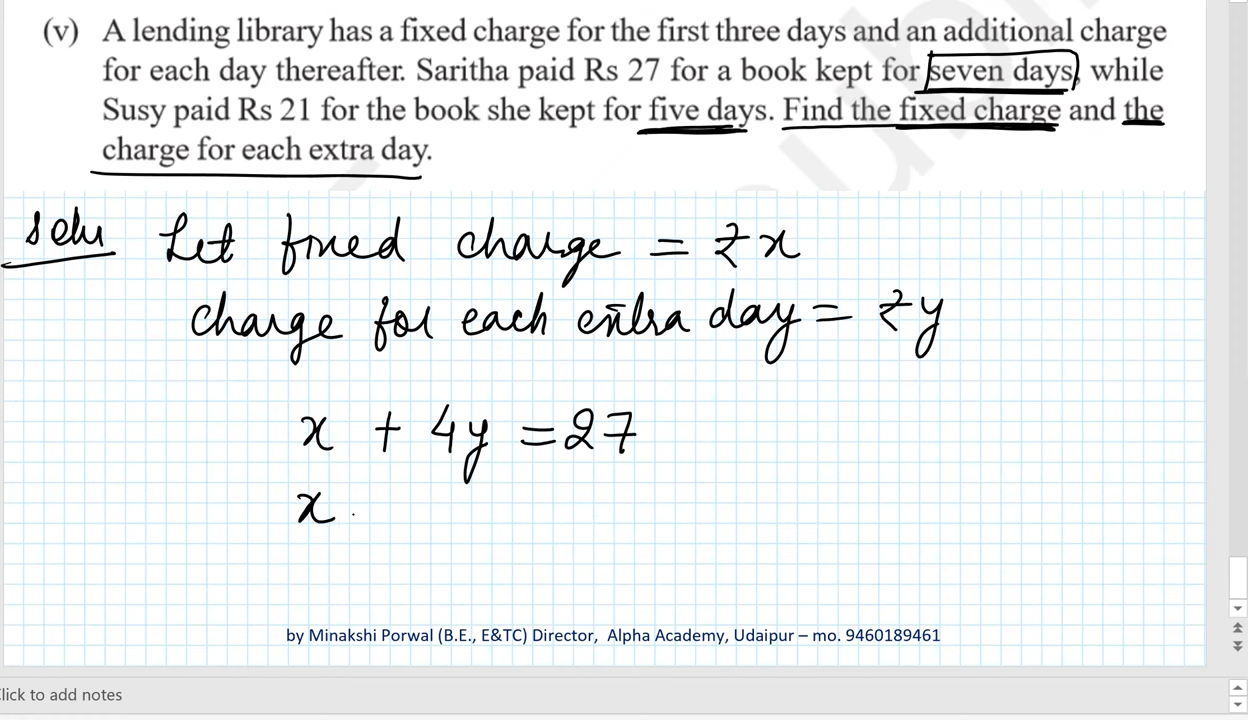 (v) A lending library has a fixed charge for the first three days and an additional charge
for each day thereafter. Saritha paid Rs 27 for a book kept for seven days, while
Susy paid Rs 21 for the book she kept for five days. Find the fixed charge and the
charge for each extra day.
Solu Let fixed charge = ₹x
charge for each extra day = ₹y
x + 4y = 27
x
by Minakshi Porwal (B.E., E&TC) Director, Alpha Academy, Udaipur – mo. 9460189461
lick to add notes